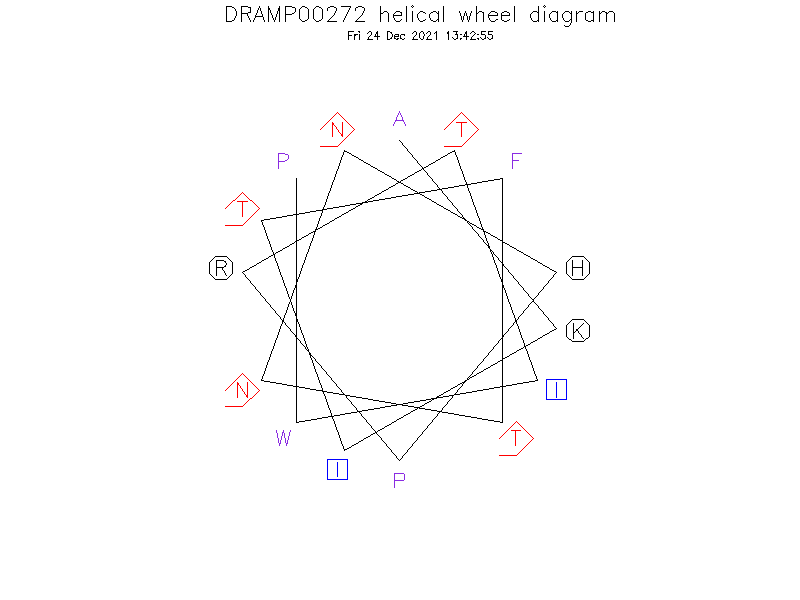 DRAMP00272 helical wheel diagram
Fri 24 Dec 2021 13:42:55
N
A
T
P
F
T
R
H
K
N
I
W
T
I
P